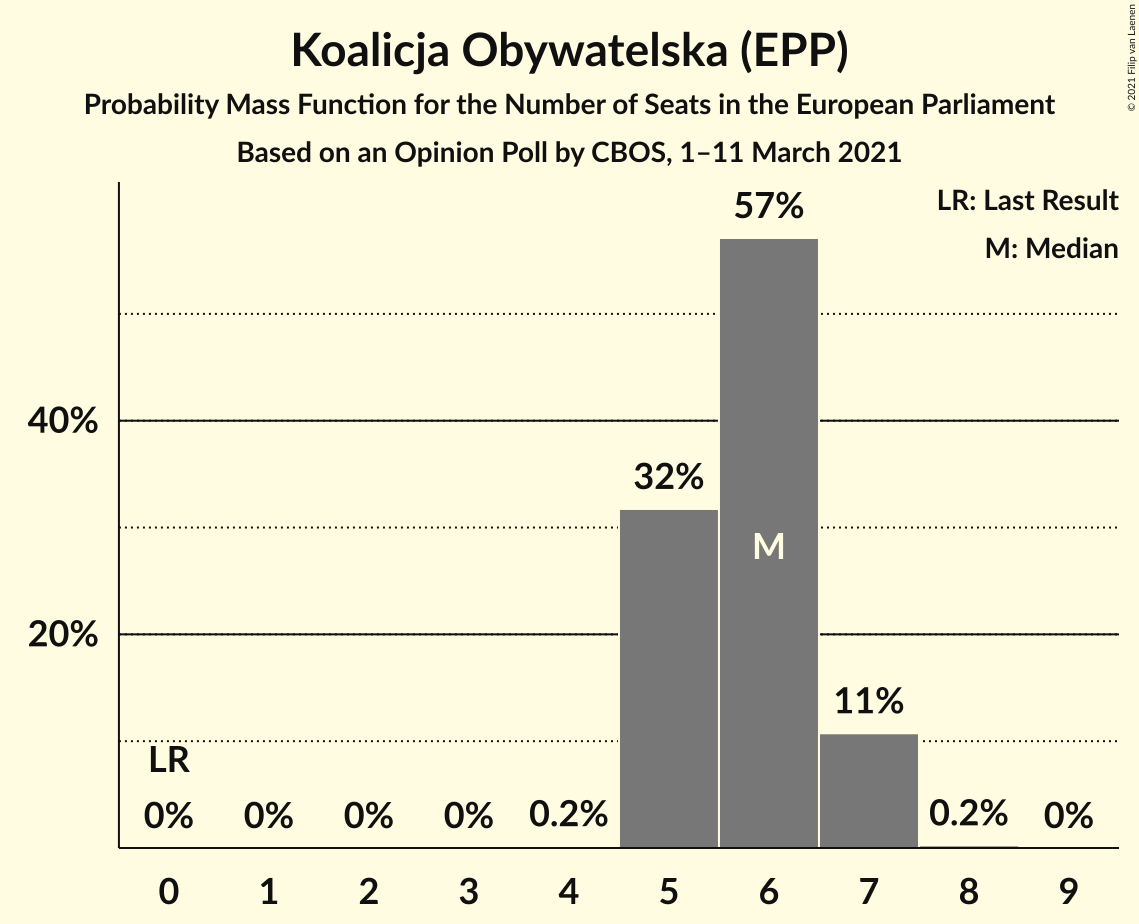 Koalicja Obywatelska (EPP)
Probability Mass Function for the Number of Seats in the European Parliament
Based on an Opinion Poll by CBOS, 1–11 March 2021
© 2021 Filip van Laenen
LR: Last Result
M: Median
57%
40%
32%
M
20%
11%
LR
0% 0% 0% 0% 0.2% 0.2% 0%
0 1 2 3 4 5 6 7 8 9